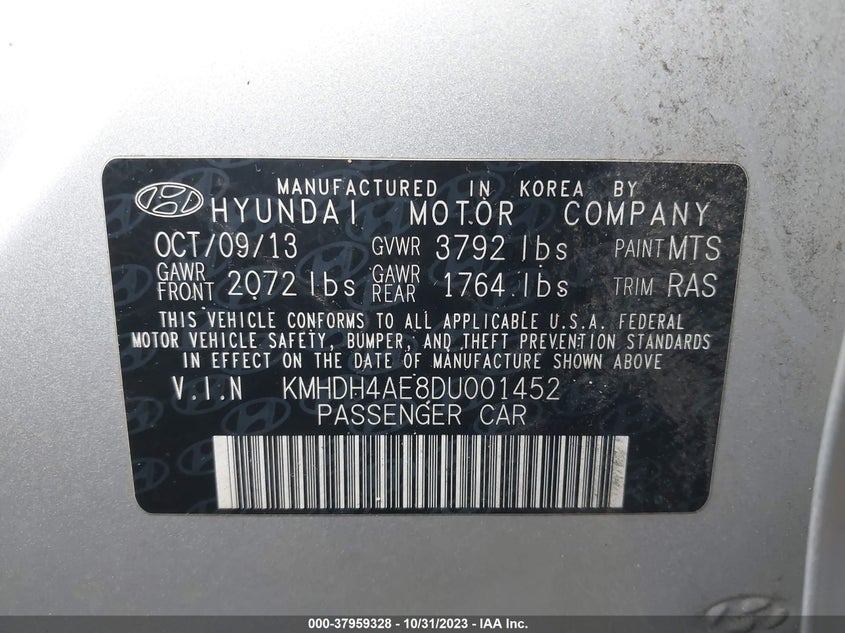 MANUFACTURED IN KOREA BY
HYUNDAI MOTOR COMPANY
OCT/09/13 GVWR 3792 lbs PAINT MTS
GAWR FRONT 2072 lbs GAWR REAR 1764 lbs TRIM RAS
THIS VEHICLE CONFORMS TO ALL APPLICABLE U.S.A. FEDERAL
MOTOR VEHICLE SAFETY, BUMPER, AND THEFT PREVENTION STANDARDS
IN EFFECT ON THE DATE OF MANUFACTURE SHOWN ABOVE
V.I.N KMHDH4AE8DU001452
PASSENGER CAR
000-37959328 - 10/31/2023 - IAA Inc.